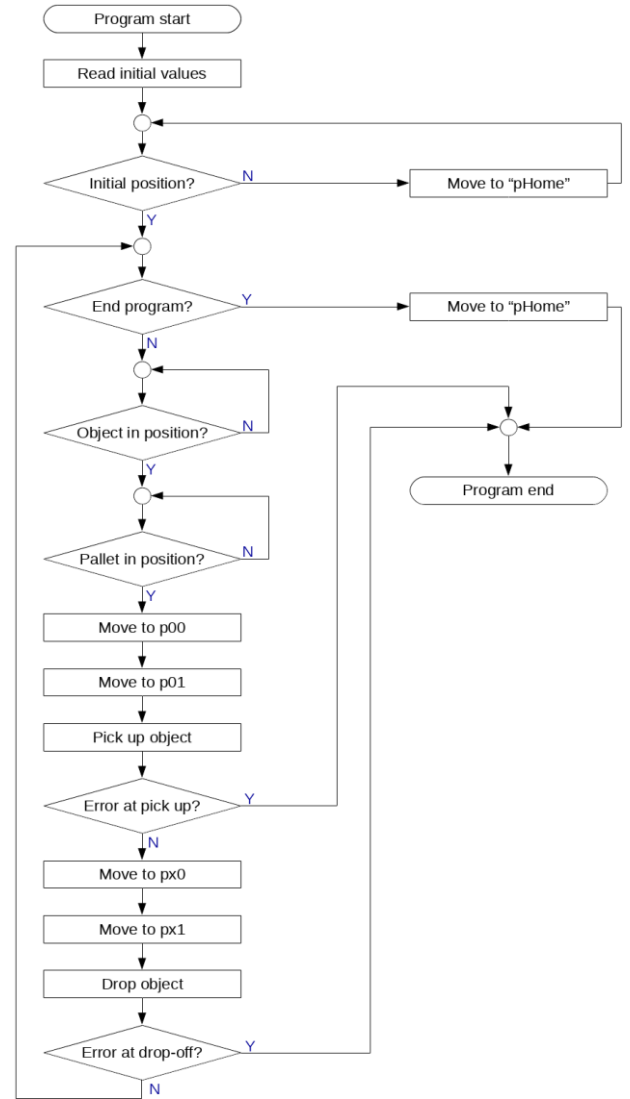 Program start
Read initial values
Initial position?
N
Move to “pHome”
Y
End program?
Y
Move to “pHome”
N
Object in position?
N
Y
Program end
Pallet in position?
N
Y
Move to p00
Move to p01
Pick up object
Error at pick up?
Y
N
Move to px0
Move to px1
Drop object
Error at drop-off?
Y
N